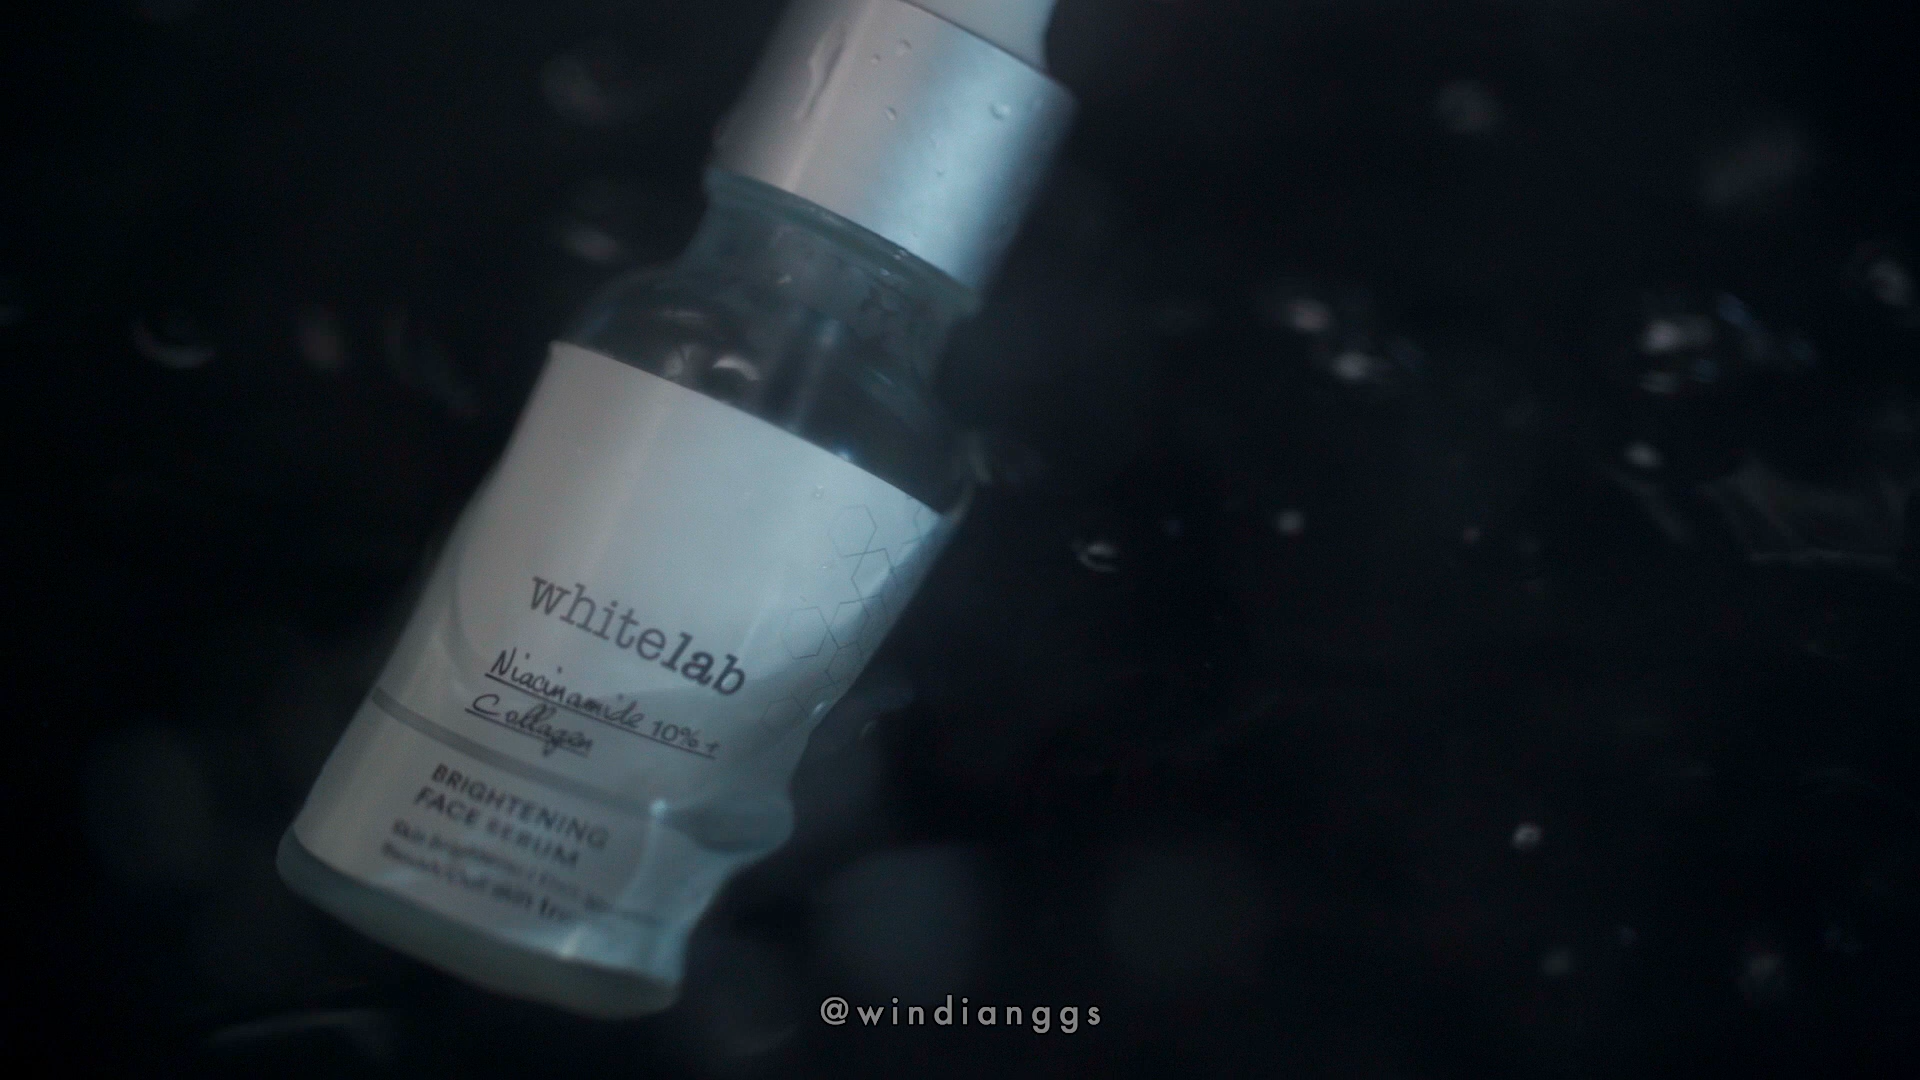 whitelab
Niacinamide 10% +
Collagen
BRIGHTENING
FACE SERUM
@windianggs